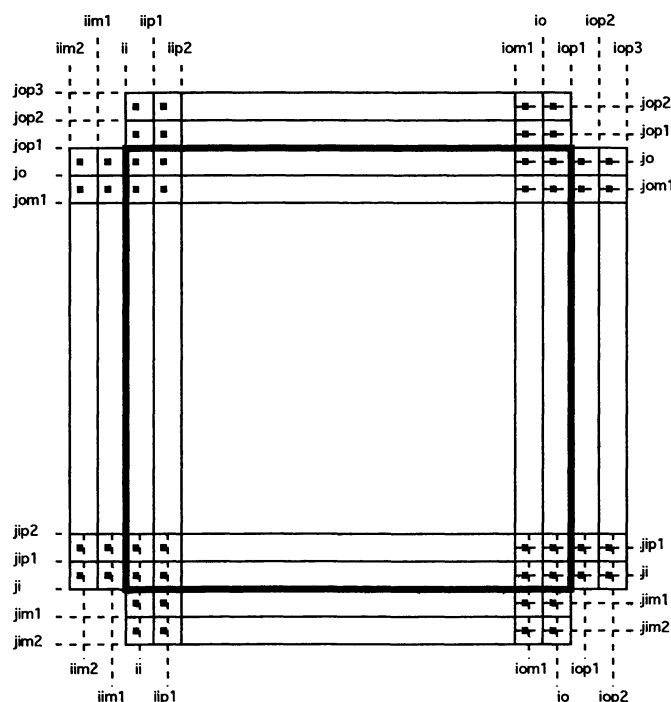 iim1 iip1 io iop2
iim2 ii iip2 iom1 iop1 iop3
jop3
jop2
jop2
jop1
jop1
jo
jo
jom1
jom1
jip2
jip1
jip1
ji
ji
jim1
jim1
jim2
jim2
iim2 ii iom1 iop1
iim1 iip1 io iop2